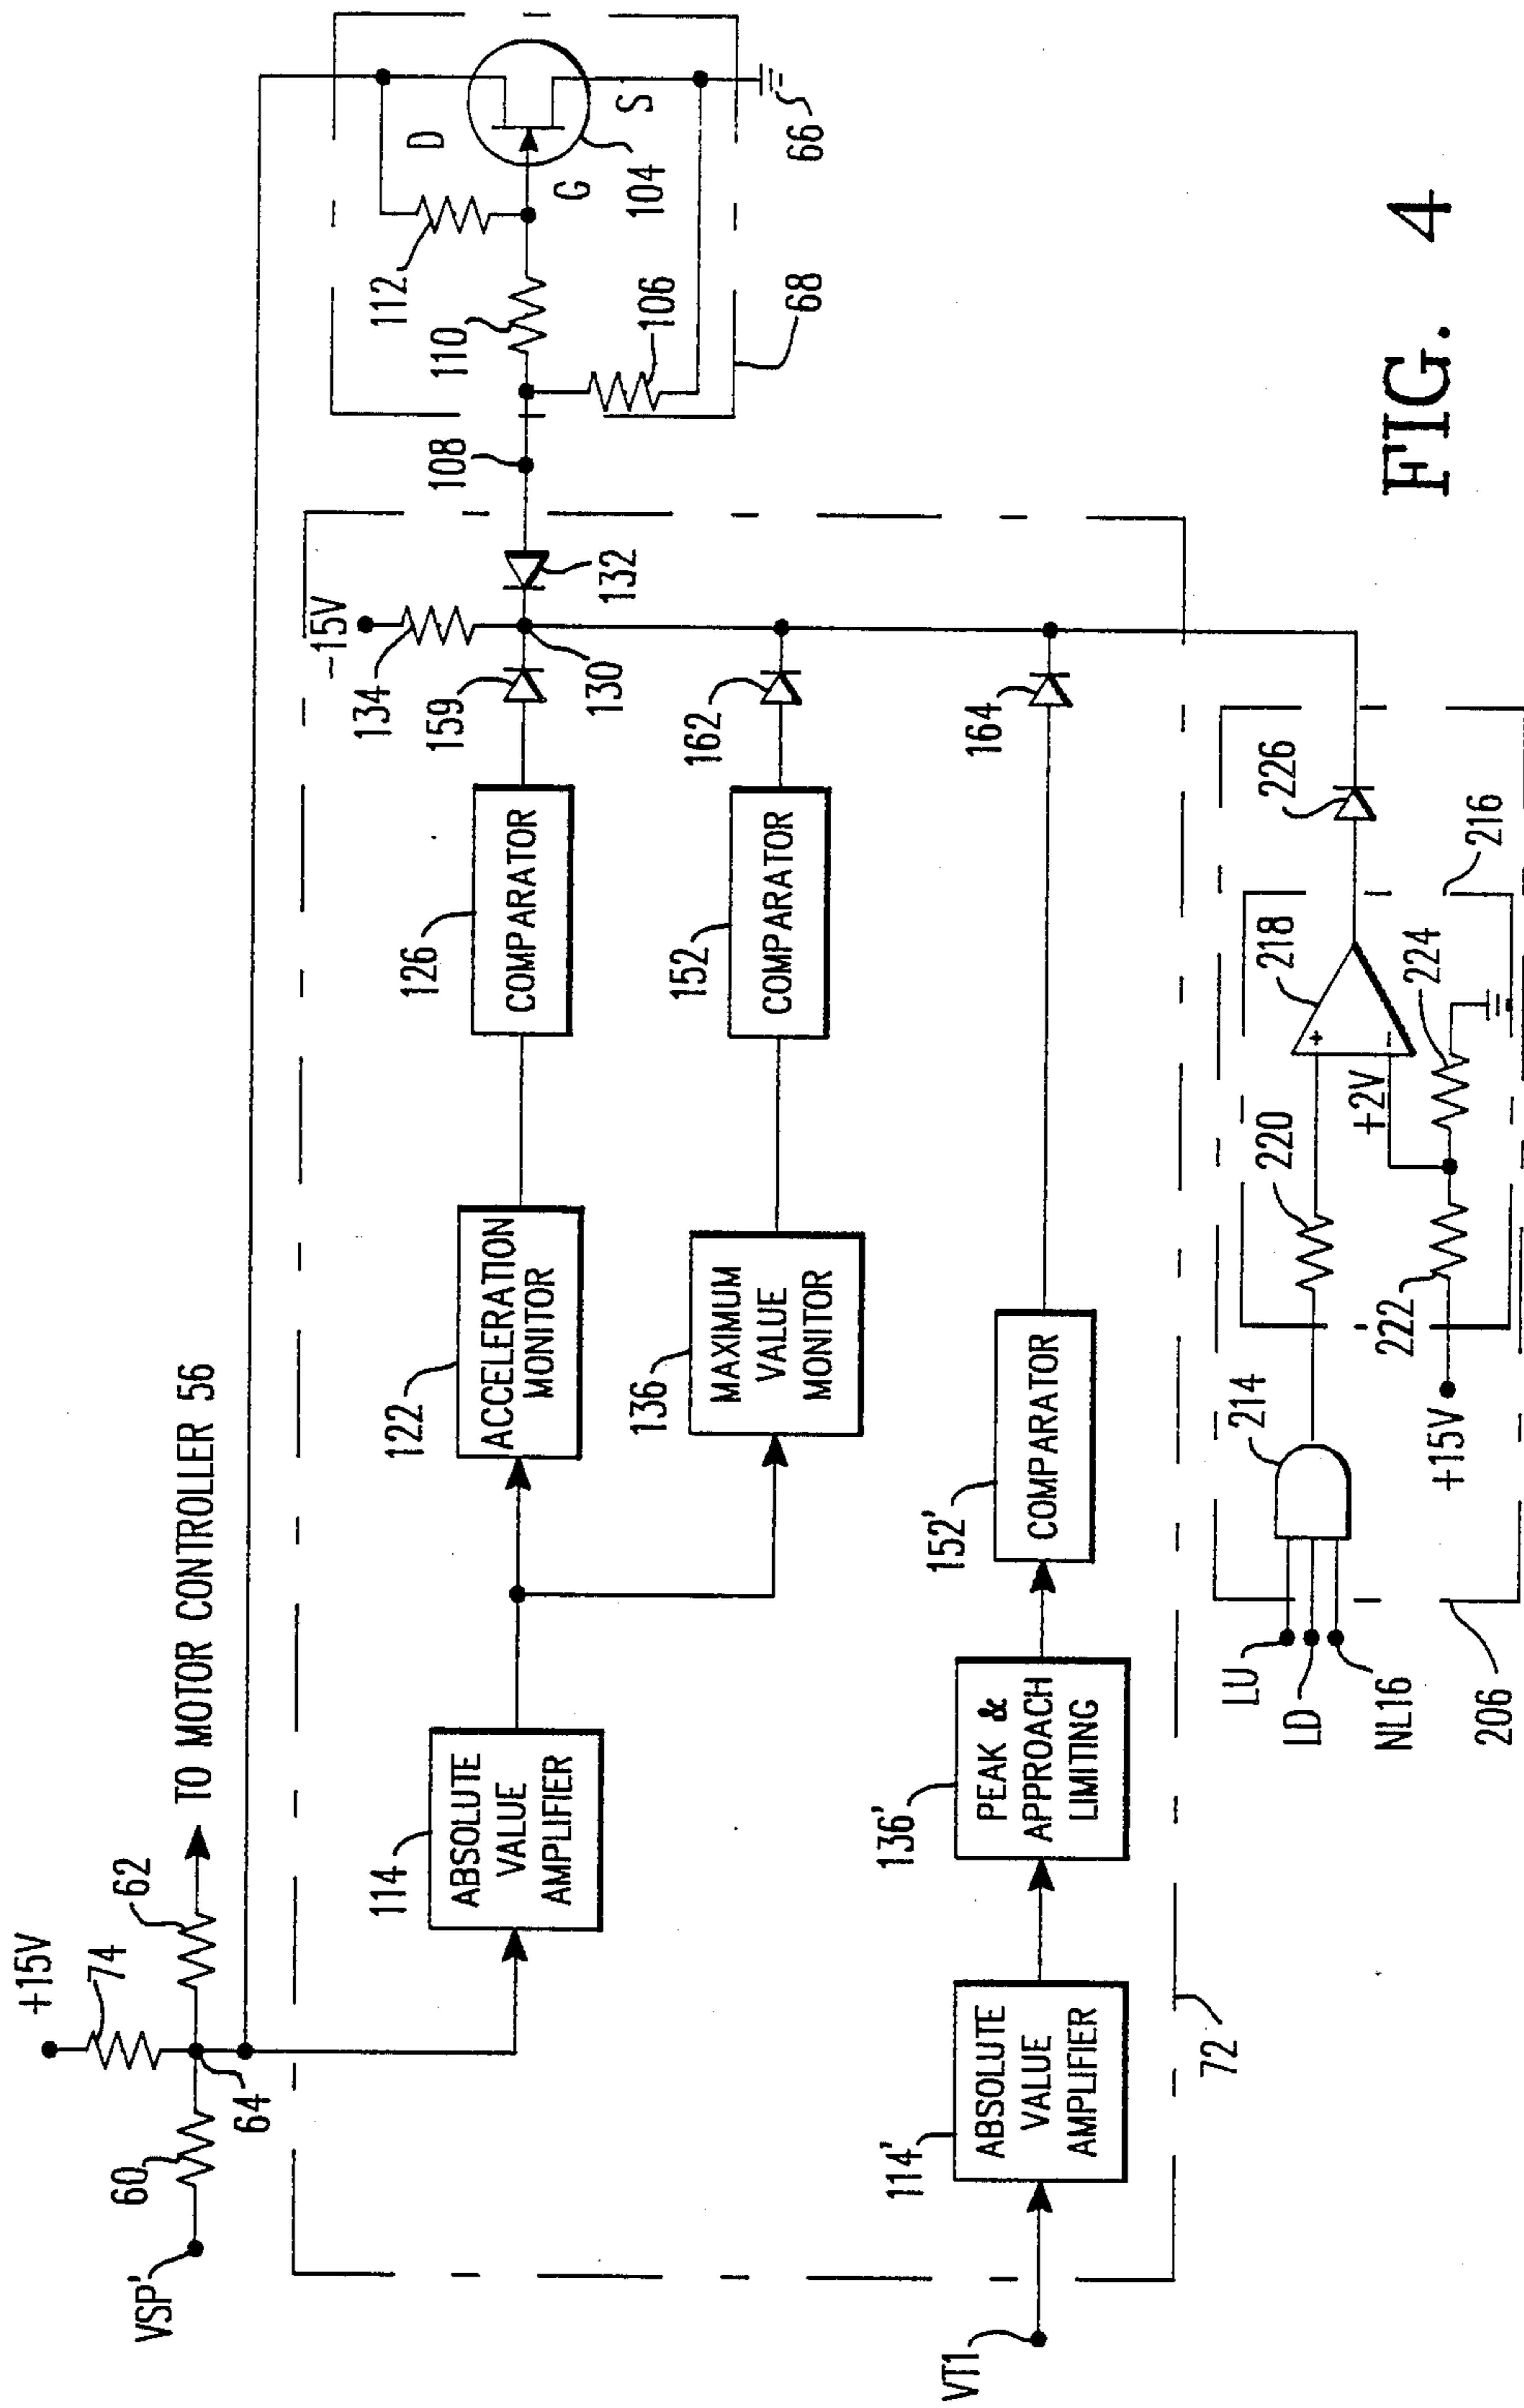 VSP'
60
64
+15V
74
62
TO MOTOR CONTROLLER 56
114
ABSOLUTE
VALUE
AMPLIFIER
122
ACCELERATION
MONITOR
126
COMPARATOR
159
134
-15V
130
132
108
110
112
106
D
G
S
104
66
68
136
MAXIMUM
VALUE
MONITOR
152
COMPARATOR
162
VT1
114'
ABSOLUTE
VALUE
AMPLIFIER
136'
PEAK &
APPROACH
LIMITING
152'
COMPARATOR
164
72
LU
LD
NL16
206
214
220
+2V
+
-
218
226
216
+15V
222
224
FIG. 4